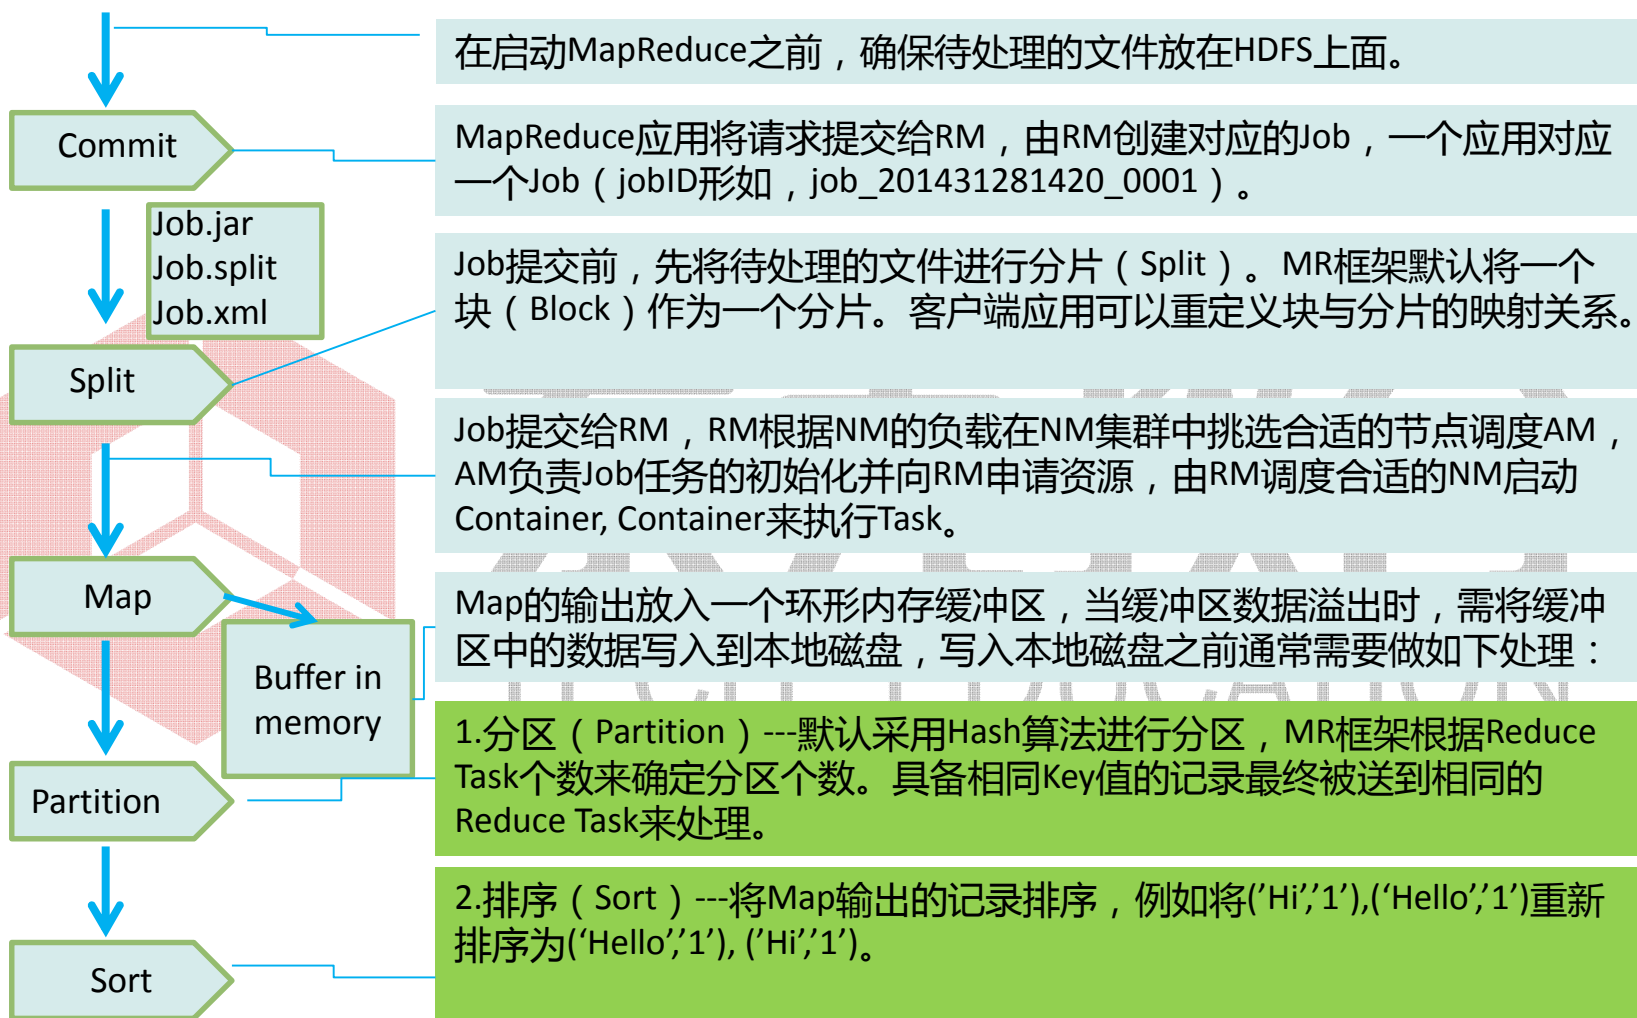 在启动MapReduce之前，确保待处理的文件放在HDFS上面。
Commit
MapReduce应用将请求提交给RM，由RM创建对应的Job，一个应用对应
一个Job（jobID形如，job_201431281420_0001）。
Job.jar
Job.split
Job.xml
Job提交前，先将待处理的文件进行分片（Split）。MR框架默认将一个
块（Block）作为一个分片。客户端应用可以重定义块与分片的映射关系。
Split
Job提交给RM，RM根据NM的负载在NM集群中挑选合适的节点调度AM，
AM负责Job任务的初始化并向RM申请资源，由RM调度合适的NM启动
Container, Container来执行Task。
Map
Map的输出放入一个环形内存缓冲区，当缓冲区数据溢出时，需将缓冲
区中的数据写入到本地磁盘，写入本地磁盘之前通常需要做如下处理：
Buffer in
memory
1.分区（Partition）---默认采用Hash算法进行分区，MR框架根据Reduce
Task个数来确定分区个数。具备相同Key值的记录最终被送到相同的
Reduce Task来处理。
Partition
2.排序（Sort）---将Map输出的记录排序，例如将('Hi','1'),('Hello','1')重新
排序为('Hello','1'), ('Hi','1')。
Sort